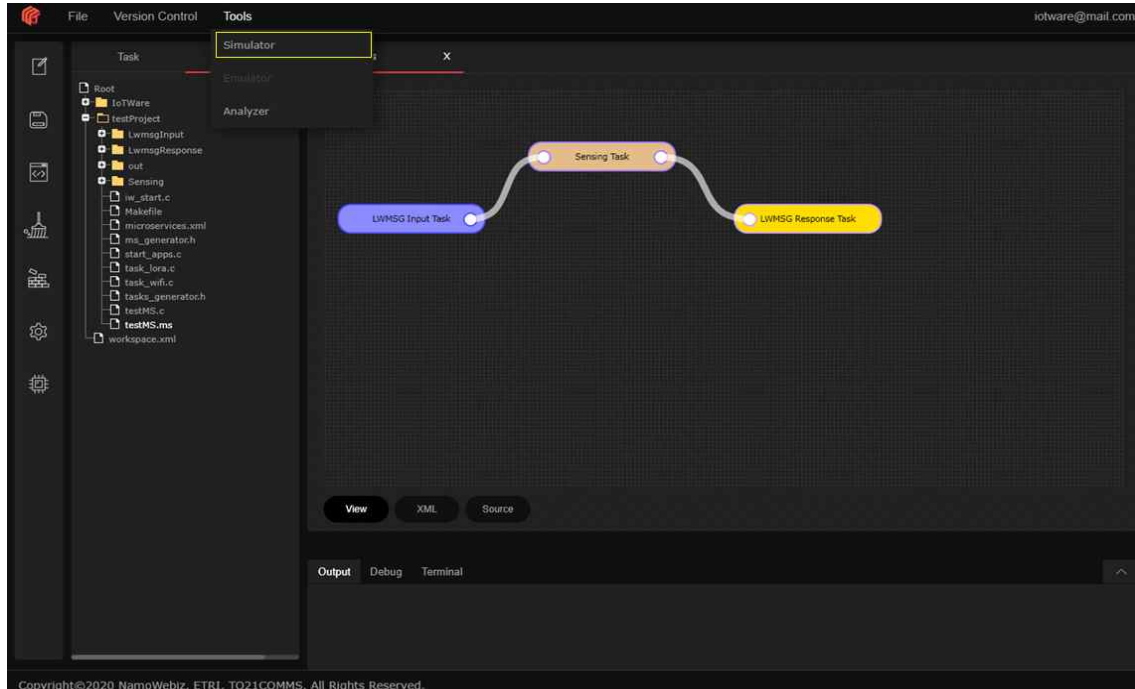 File Version Control Tools
iotware@mail.com
Simulator
Emulator
Analyzer
Task
X
Root
IoTWare
testProject
LwmsgInput
LwmsgResponse
out
Sensing
iw_start.c
Makefile
microservices.xml
ms_generator.h
start_apps.c
task_lora.c
task_wifi.c
tasks_generator.h
testMS.c
testMS.ms
workspace.xml
Sensing Task
LWMSG Input Task
LWMSG Response Task
View XML Source
Output Debug Terminal
Copyright©2020 NamoWebiz, ETRI, TO21COMMS. All Rights Reserved.